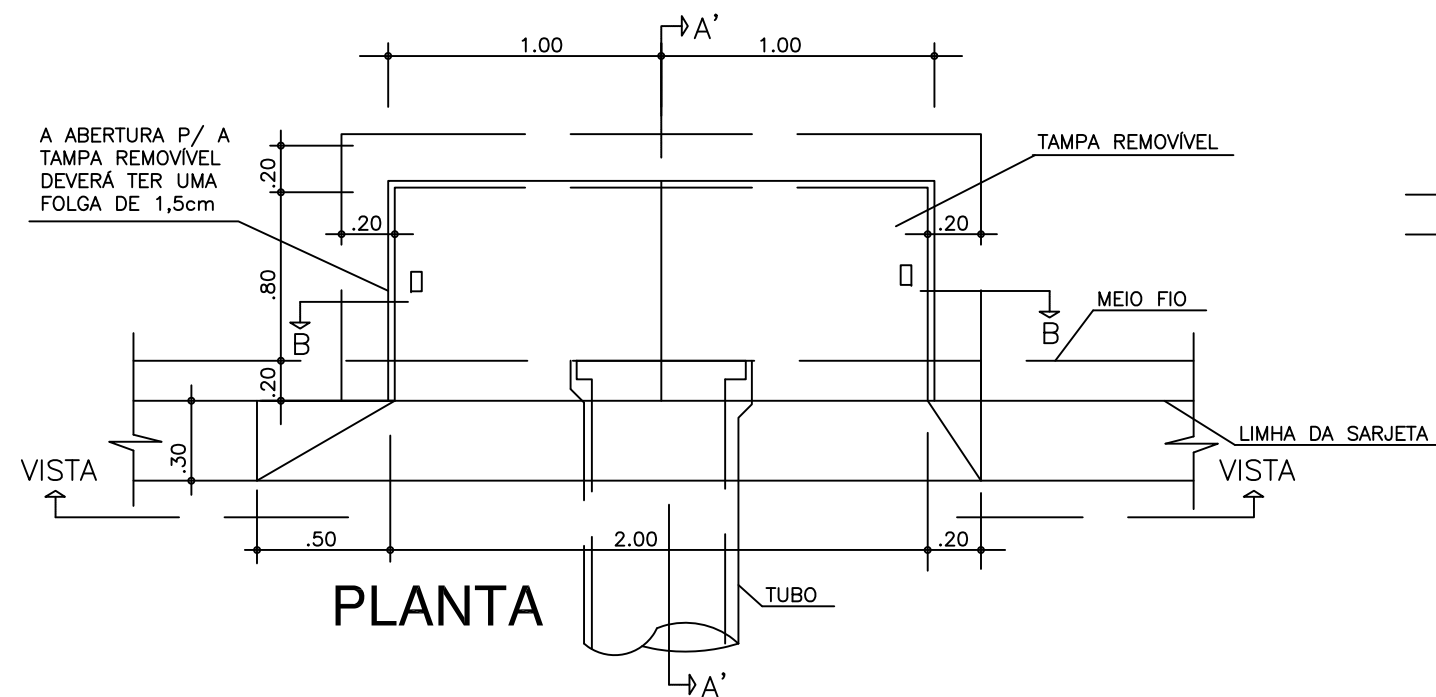 A'
1.00
1.00
A ABERTURA P/ A
TAMPA REMOVÍVEL
DEVERÁ TER UMA
FOLGA DE 1,5cm
TAMPA REMOVÍVEL
.20
.20
.20
.80
B
B
MEIO FIO
.20
LIMHA DA SARJETA
.30
VISTA
VISTA
.50
2.00
.20
PLANTA
TUBO
A'